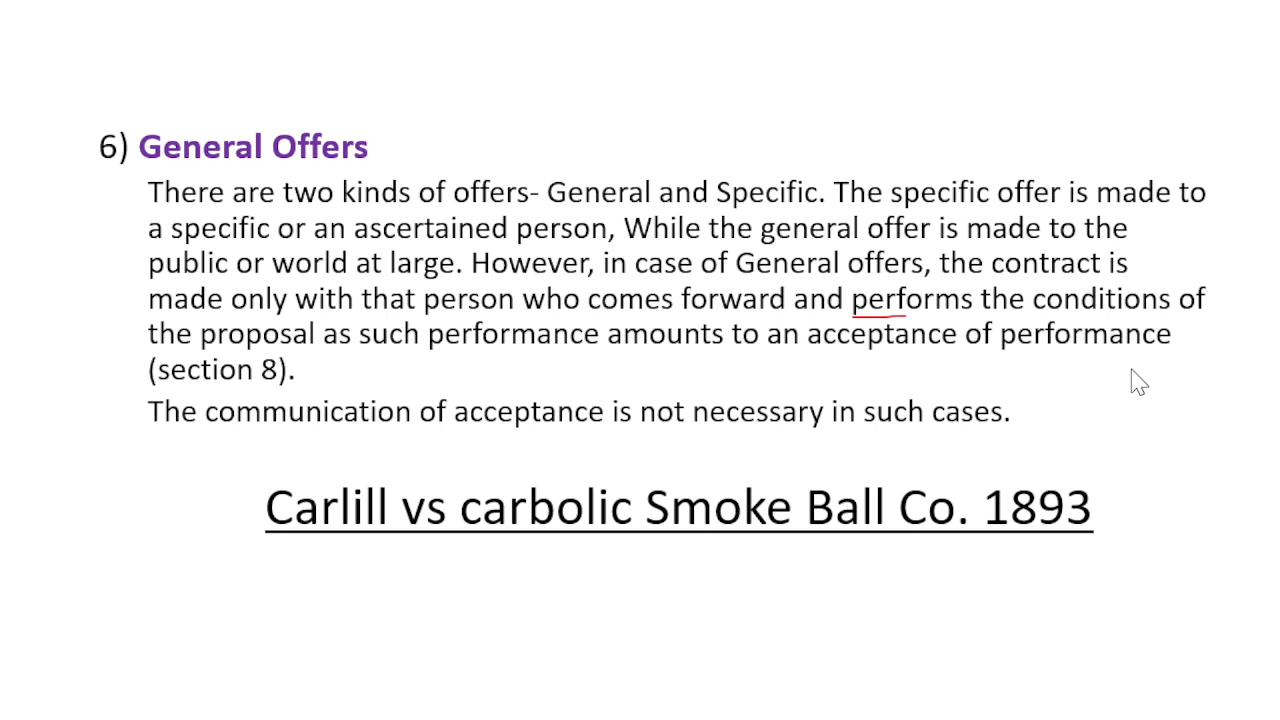 6) General Offers
There are two kinds of offers- General and Specific. The specific offer is made to
a specific or an ascertained person, While the general offer is made to the
public or world at large. However, in case of General offers, the contract is
made only with that person who comes forward and performs the conditions of
the proposal as such performance amounts to an acceptance of performance
(section 8).
The communication of acceptance is not necessary in such cases.
Carlill vs carbolic Smoke Ball Co. 1893